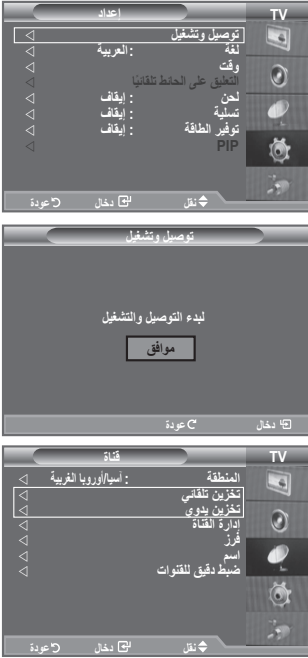 TV إعداد
توصيل وتشغيل
لغة : العربية
وقت
التعليق على الحائط تلقائيًا
لحن : إيقاف
تسلية : إيقاف
توفير الطاقة : إيقاف
PIP
نقل دخال عودة
توصيل وتشغيل
لبدء التوصيل والتشغيل
موافق
دخال عودة
TV قناة
المنطقة : آسيا/أوروبا الغربية
تخزين تلقائي
تخزين يدوي
إدارة القناة
فرز
اسم
ضبط دقيق للقنوات
نقل دخال عودة